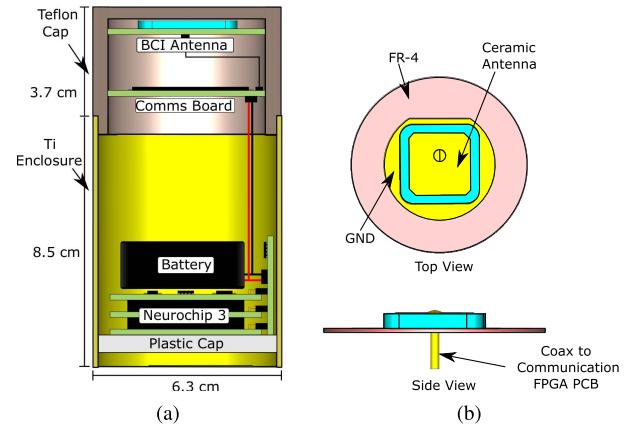 Teflon
Cap
BCI Antenna
3.7 cm
Comms Board
Ti
Enclosure
8.5 cm
Battery
Neurochip 3
Plastic Cap
6.3 cm
(a)
Ceramic
Antenna
FR-4
GND
Top View
Coax to
Communication
FPGA PCB
Side View
(b)